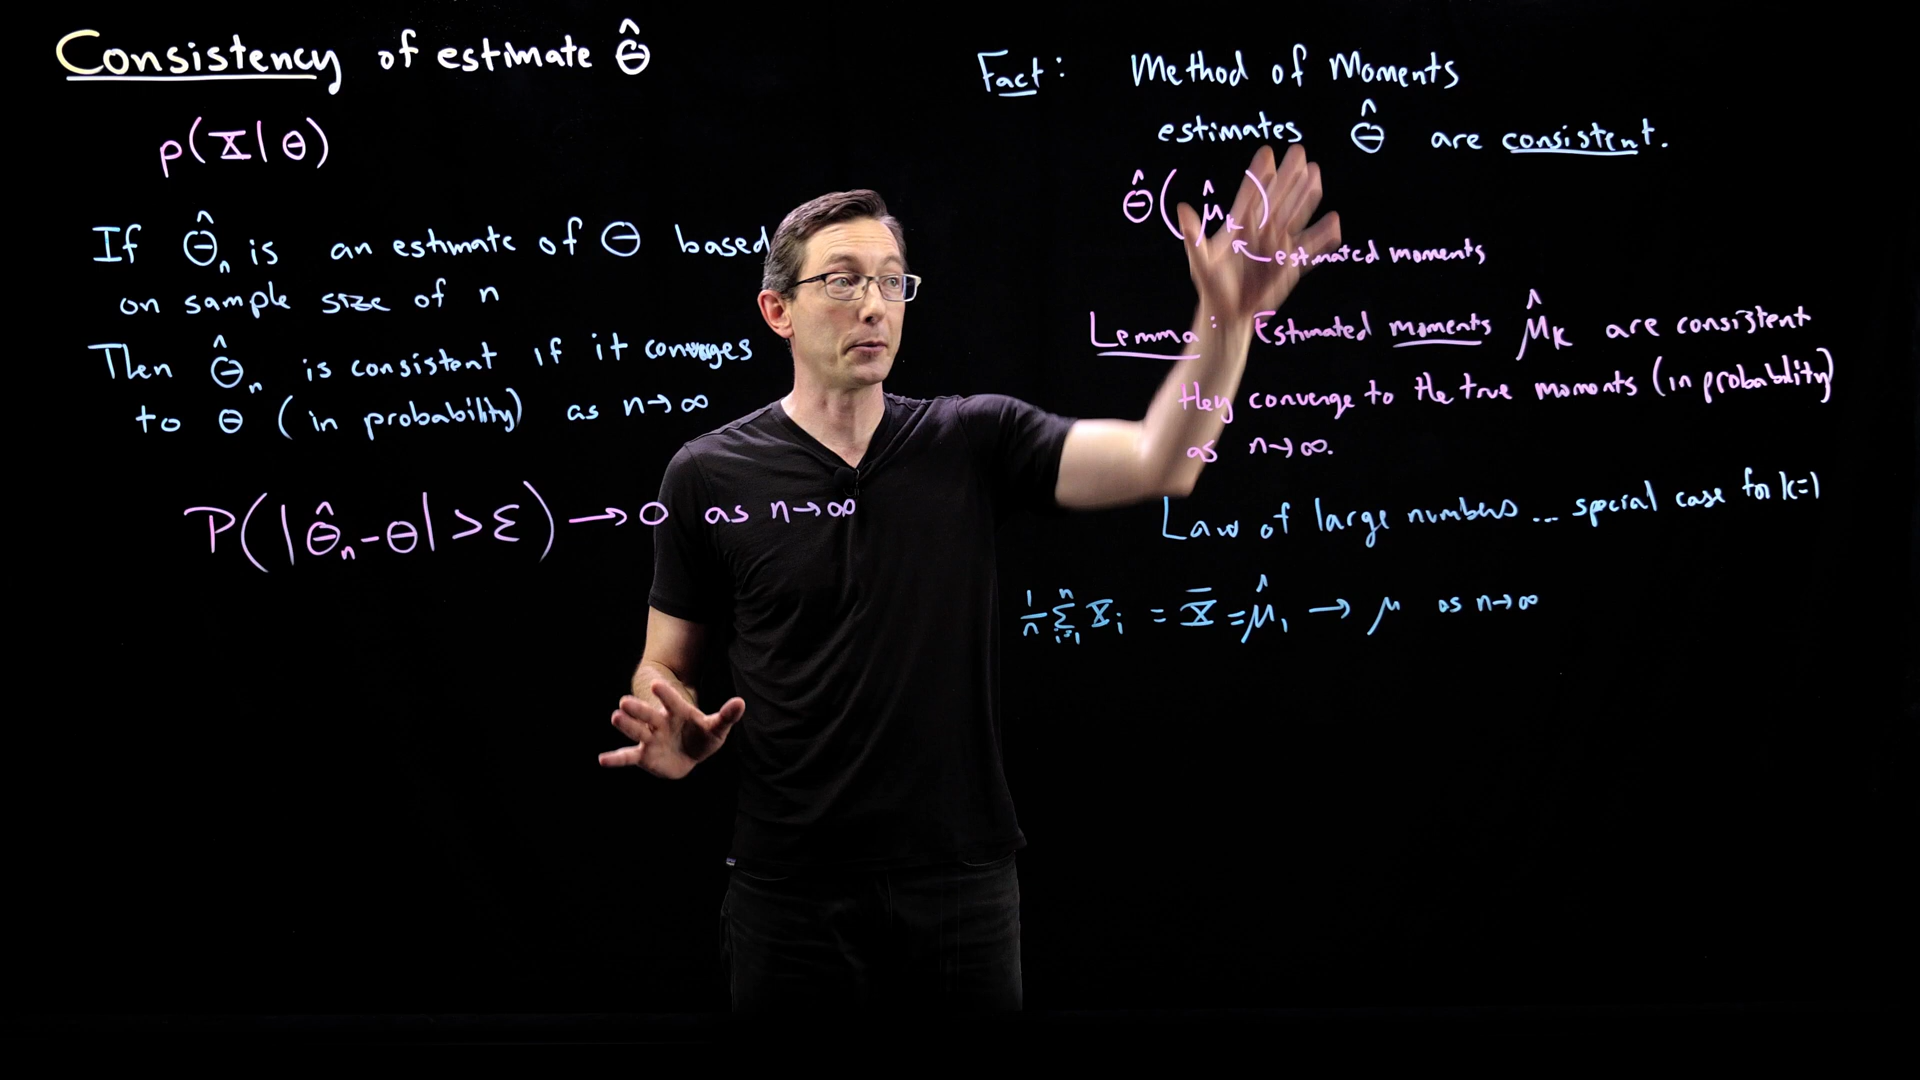 Consistency of estimate θ̂
p(X|θ)
If θ̂ₙ is an estimate of θ based
on sample size of n
Then θ̂ₙ is consistent if it converges
to θ (in probability) as n→∞
P(|θ̂ₙ-θ|>ε)→0 as n→∞
Fact: Method of Moments
estimates θ̂ are consistent.
θ̂(μ̂ₖ)
estimated moments
Lemma: Estimated moments μ̂ₖ are consistent
they converge to the true moments (in probability)
as n→∞.
Law of large numbers... special case for k=1
1/n Σᵢ₌₁ⁿ Xᵢ = X̄ = μ̂₁ → μ as n→∞